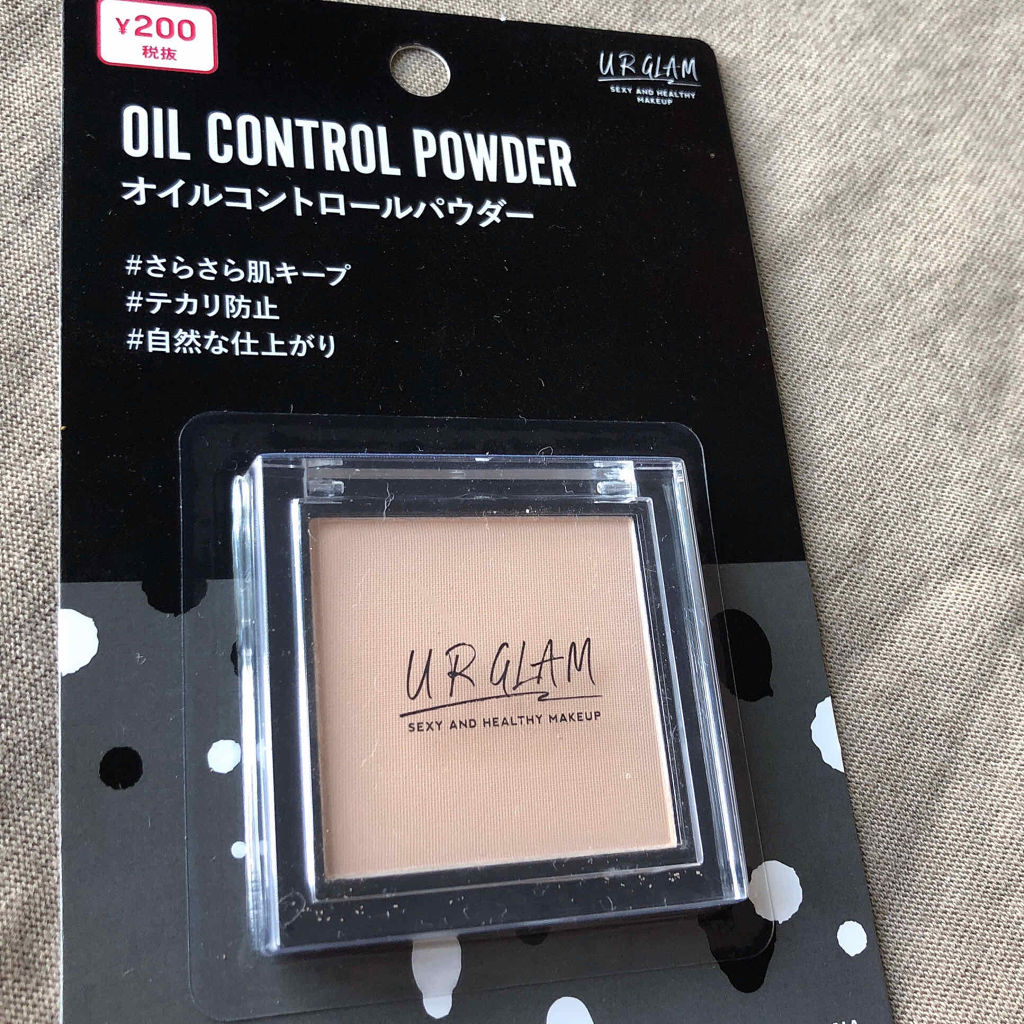 ¥200
税抜
UR GLAM
SEXY AND HEALTHY
MAKEUP
OIL CONTROL POWDER
オイルコントロールパウダー
#さらさら肌キープ
#テカリ防止
#自然な仕上がり
UR GLAM
SEXY AND HEALTHY MAKEUP